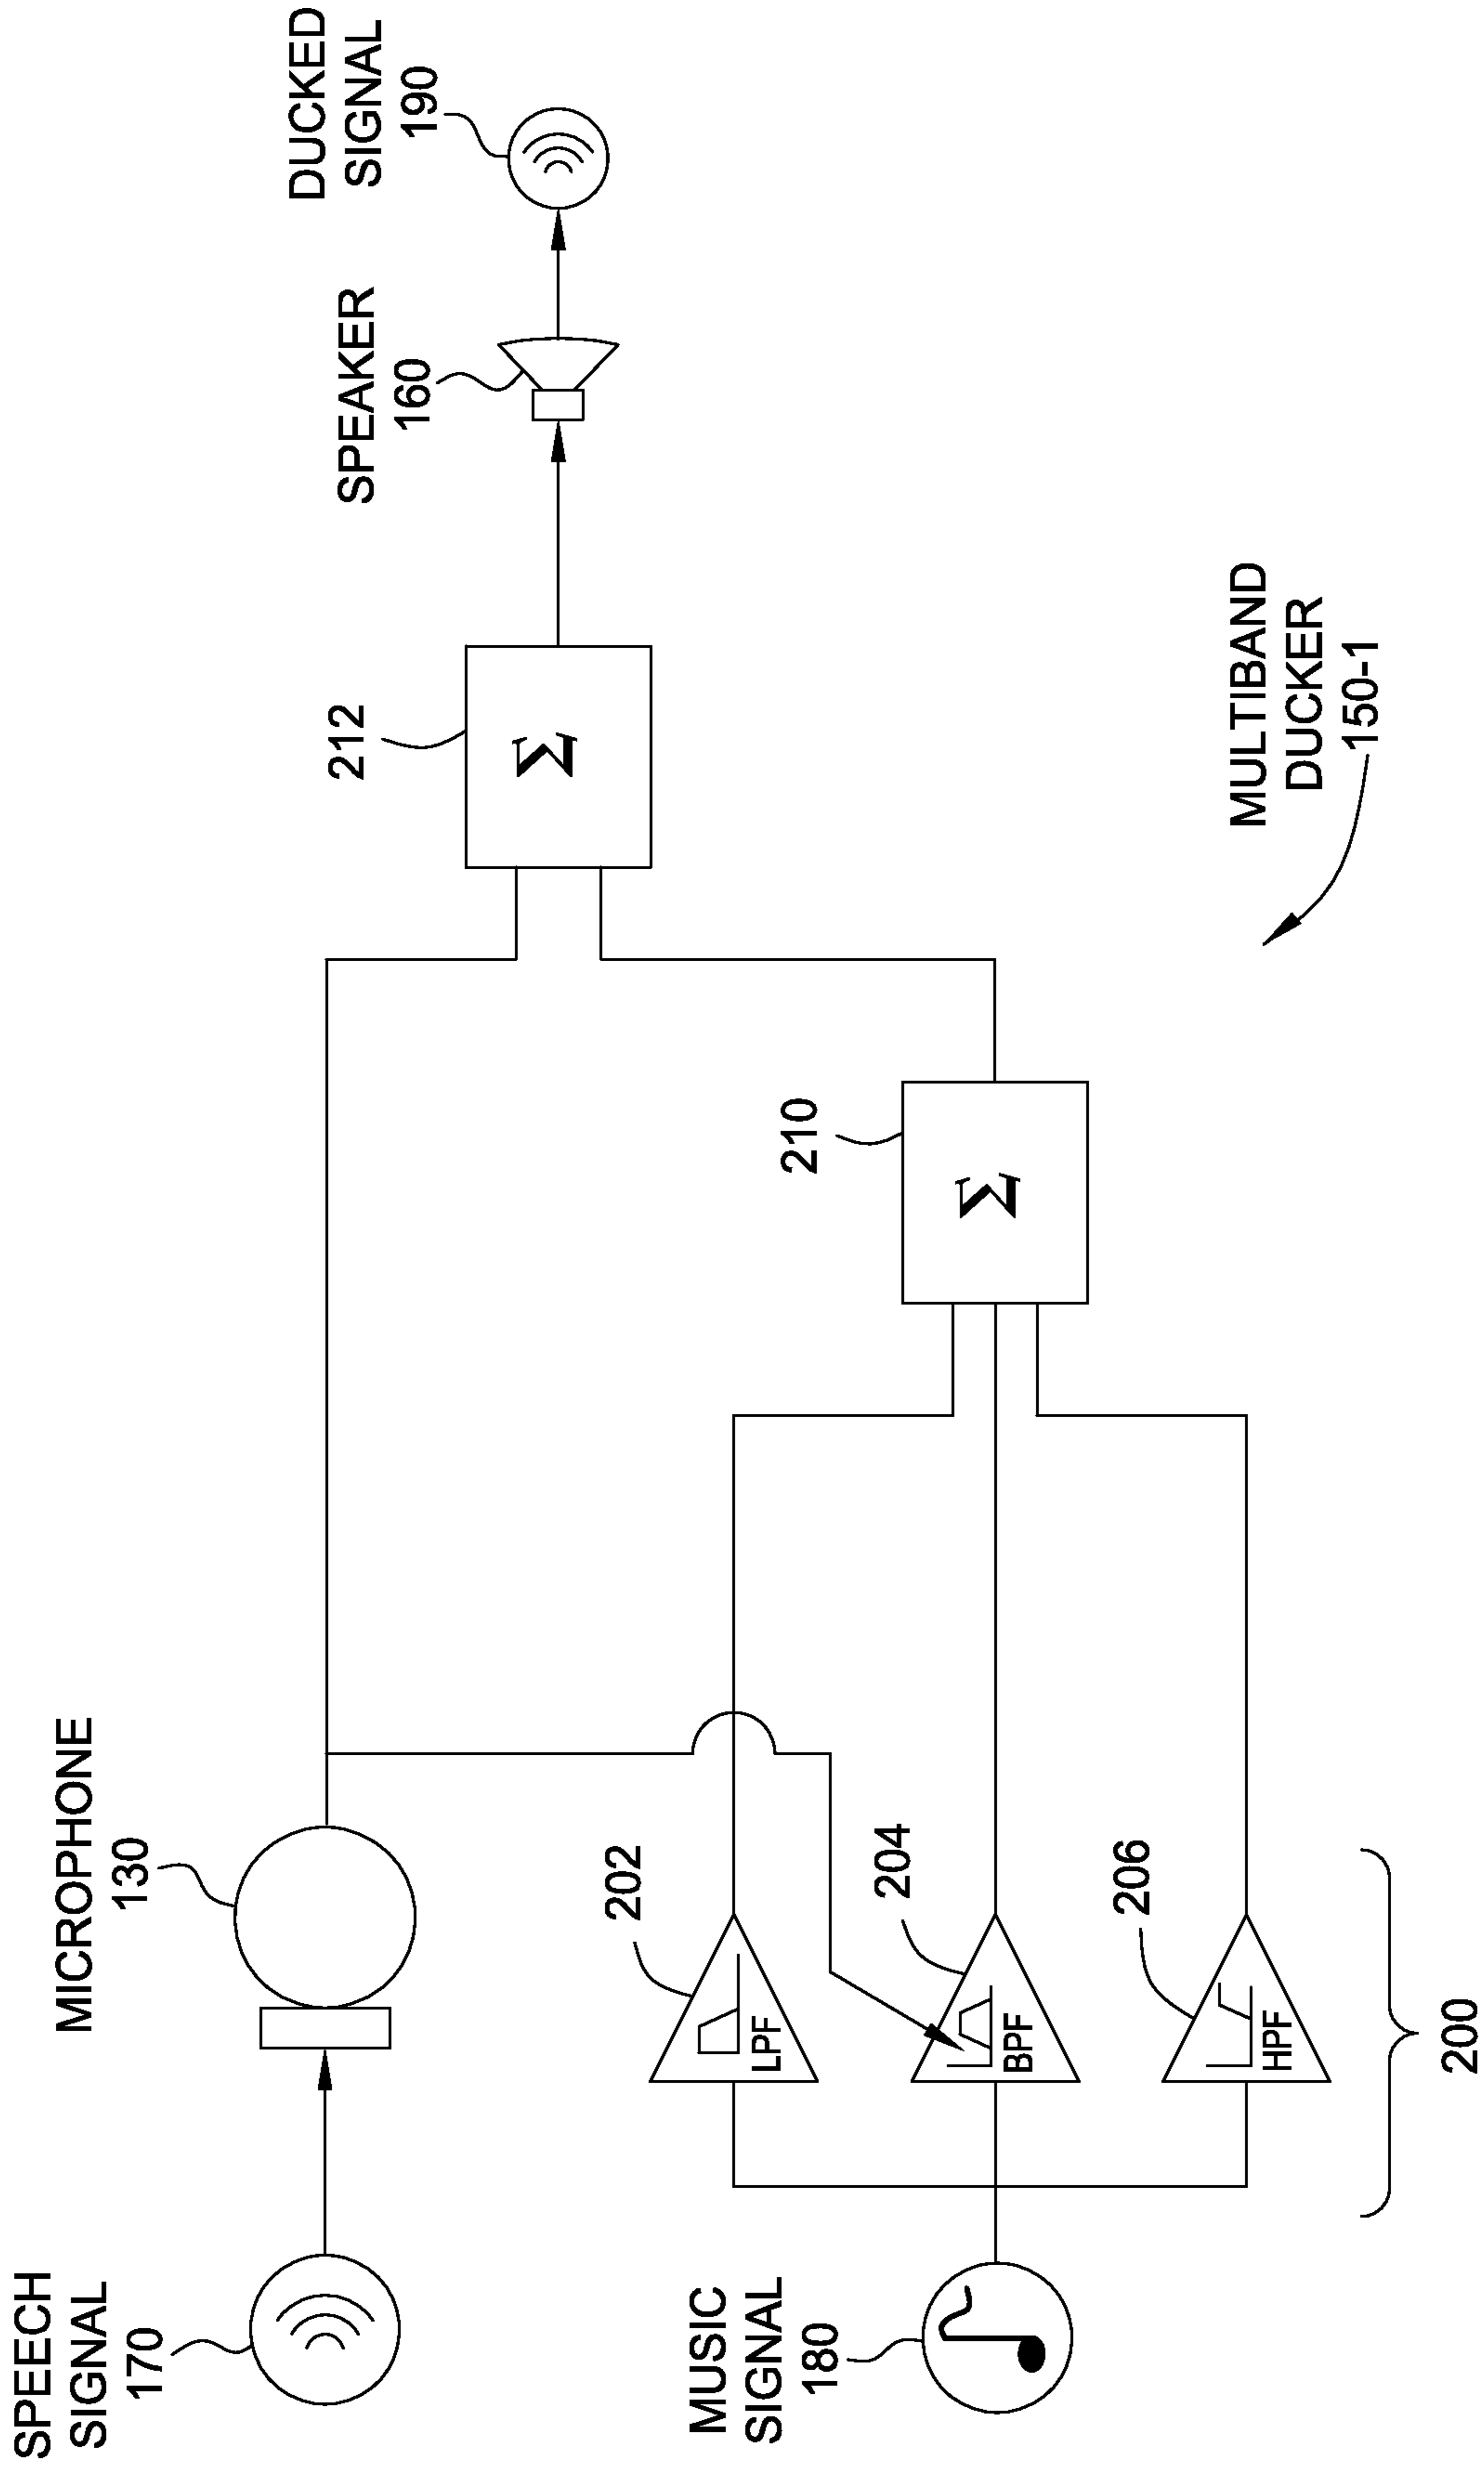 SPEECH
SIGNAL
170
MICROPHONE
130
212
Σ
SPEAKER
160
DUCKED
SIGNAL
190
MUSIC
SIGNAL
180
202
LPF
204
BPF
206
HPF
200
210
Σ
MULTIBAND
DUCKER
150-1